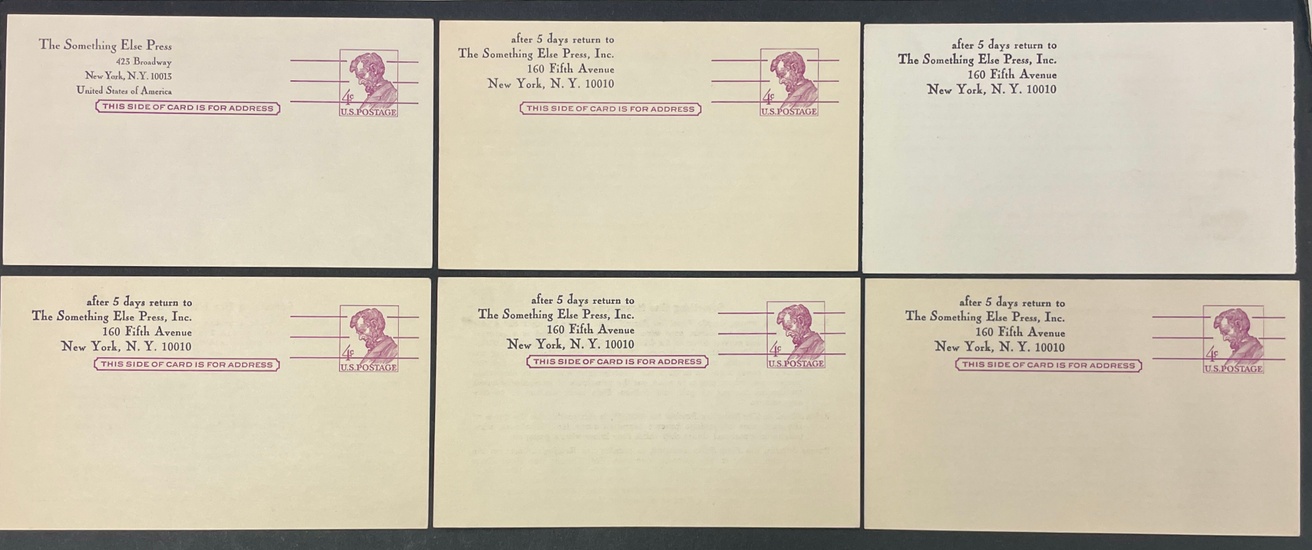 The Something Else Press
423 Broadway
New York, N.Y. 10013
United States of America
THIS SIDE OF CARD IS FOR ADDRESS
4¢
U.S. POSTAGE
after 5 days return to
The Something Else Press, Inc.
160 Fifth Avenue
New York, N. Y. 10010
THIS SIDE OF CARD IS FOR ADDRESS
4¢
U.S. POSTAGE
after 5 days return to
The Something Else Press, Inc.
160 Fifth Avenue
New York, N. Y. 10010
after 5 days return to
The Something Else Press, Inc.
160 Fifth Avenue
New York, N. Y. 10010
THIS SIDE OF CARD IS FOR ADDRESS
4¢
U.S. POSTAGE
after 5 days return to
The Something Else Press, Inc.
160 Fifth Avenue
New York, N. Y. 10010
THIS SIDE OF CARD IS FOR ADDRESS
4¢
U.S. POSTAGE
after 5 days return to
The Something Else Press, Inc.
160 Fifth Avenue
New York, N. Y. 10010
THIS SIDE OF CARD IS FOR ADDRESS
4¢
U.S. POSTAGE